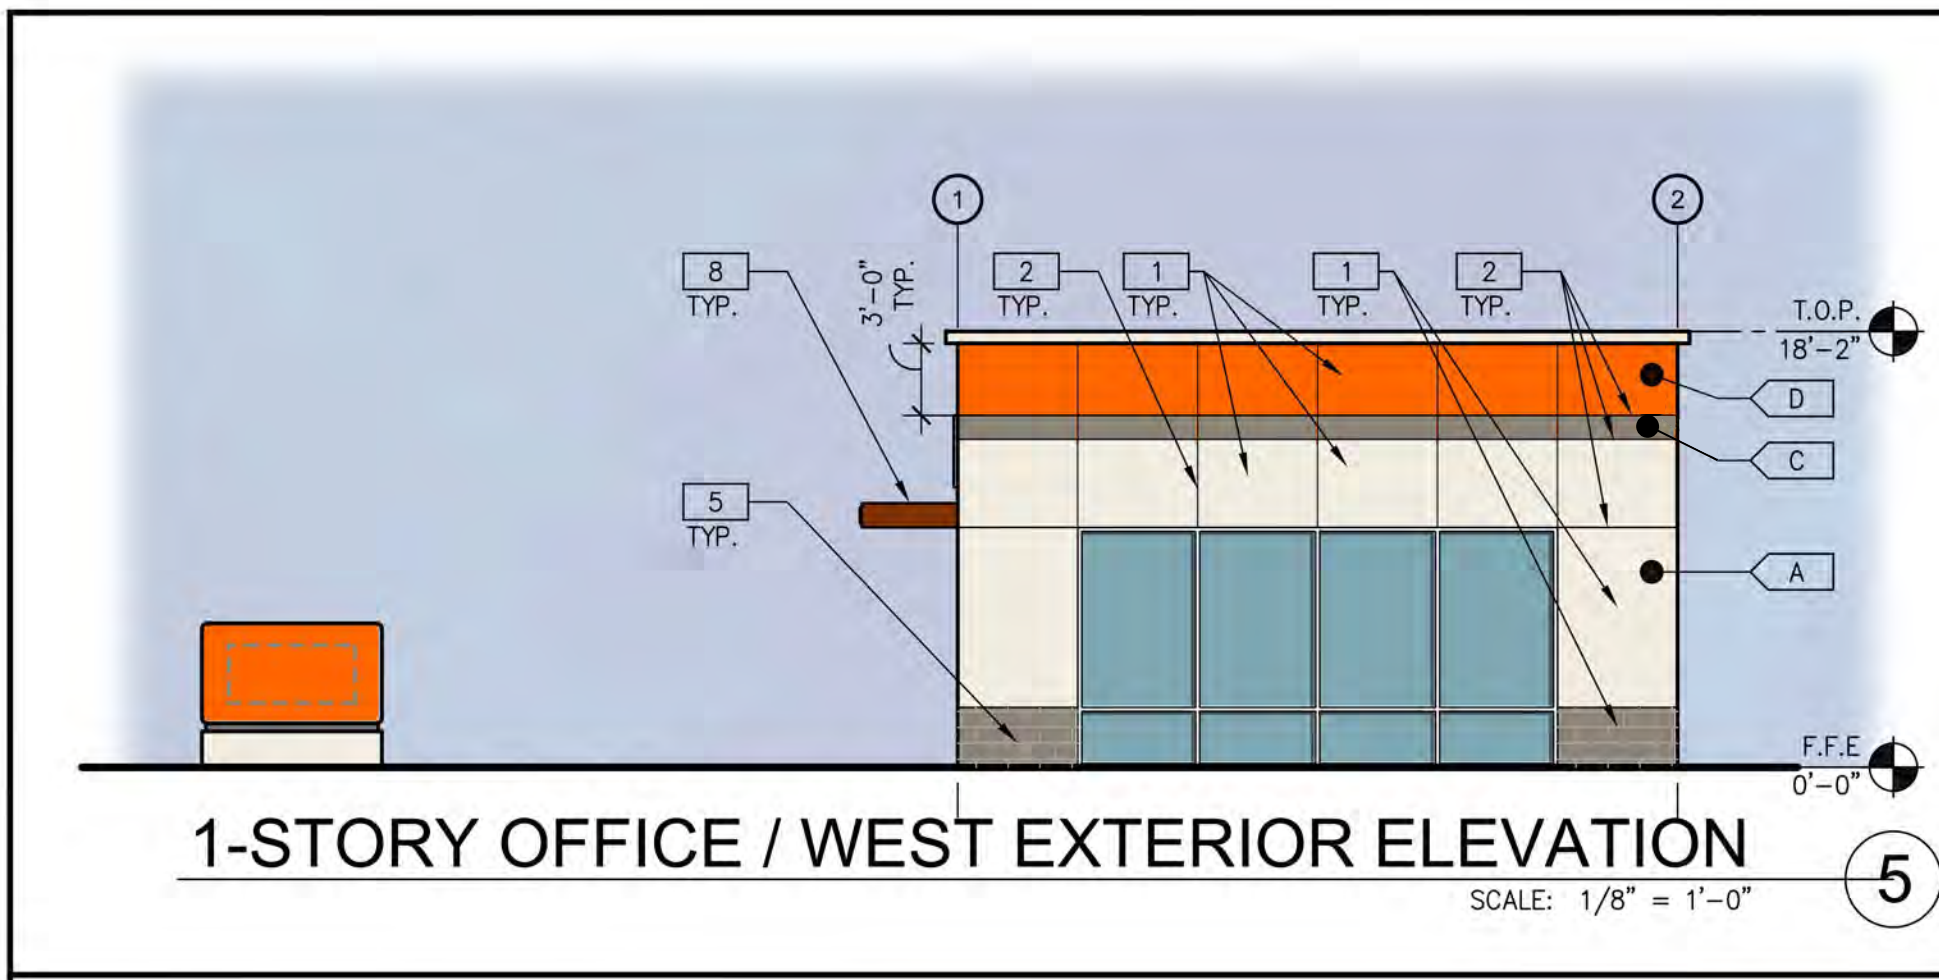 1
2
8
TYP.
3'-0"
TYP.
2
TYP.
1
TYP.
1
TYP.
2
TYP.
T.O.P.
18'-2"
D
C
5
TYP.
A
F.F.E
0'-0"
1-STORY OFFICE / WEST EXTERIOR ELEVATION
5
SCALE: 1/8" = 1'-0"